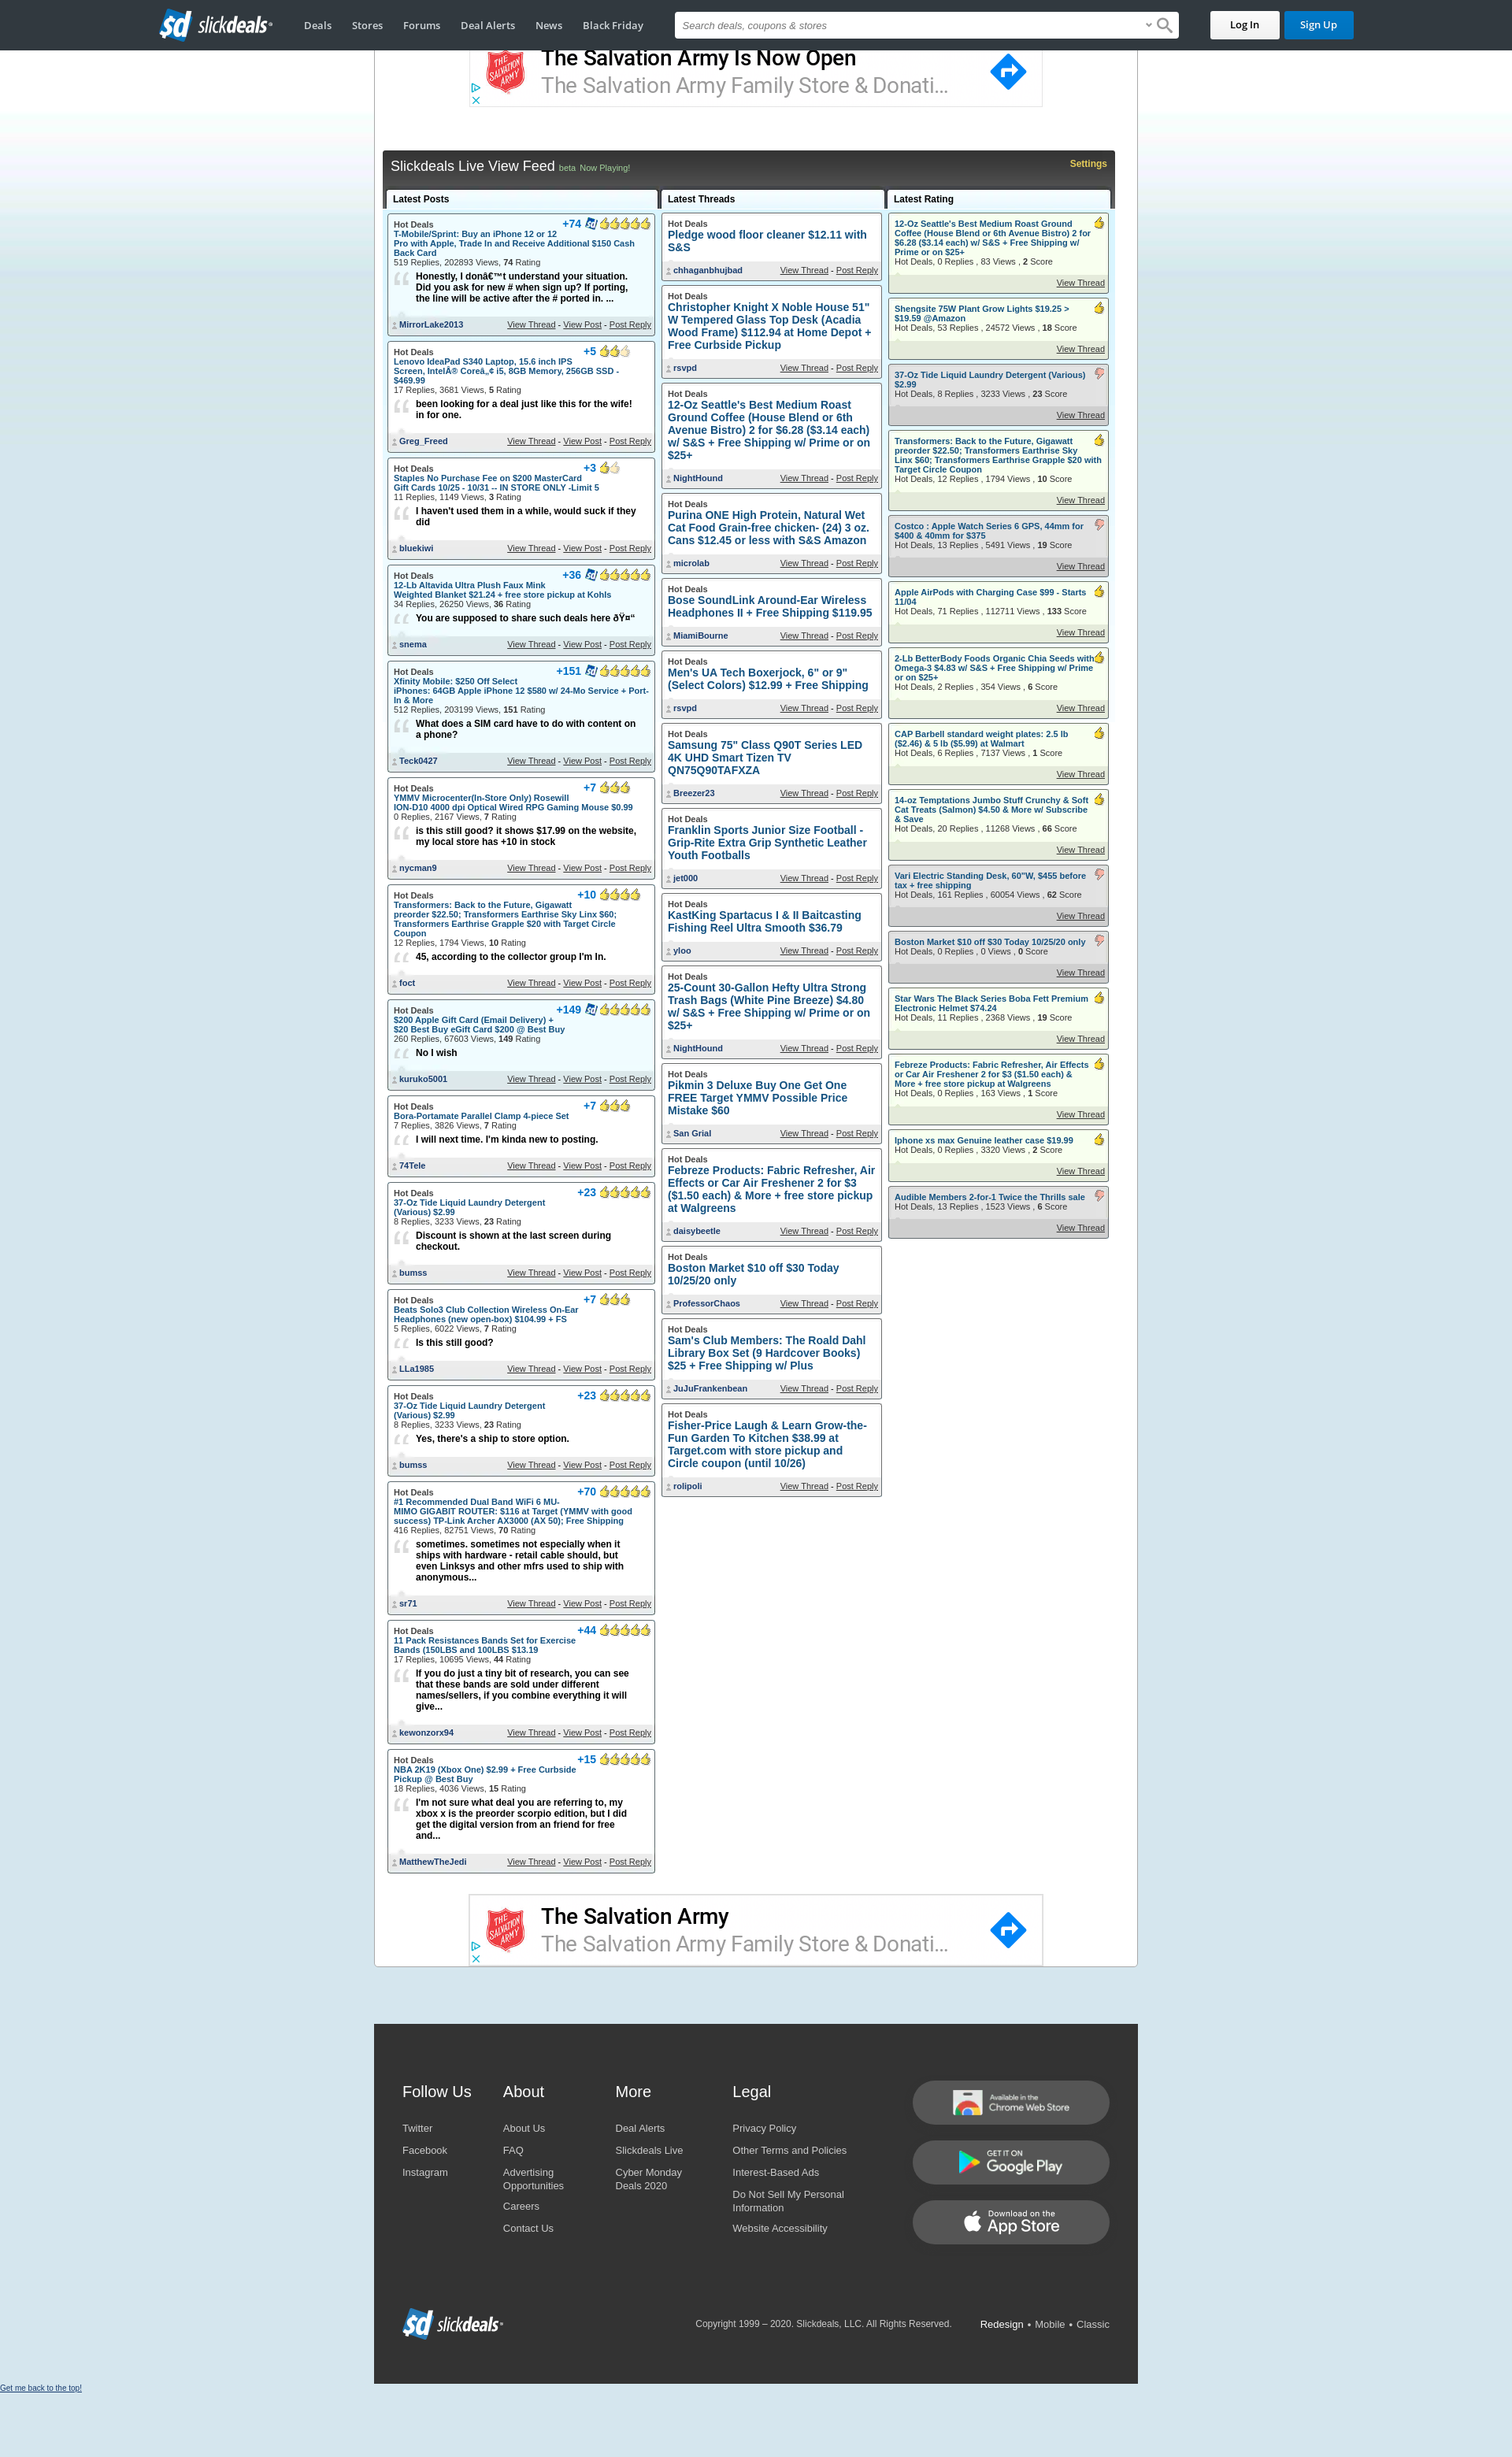 slickdeals
Deals
Stores
Forums
Deal Alerts
News
Black Friday
Search deals, coupons & stores
Log In
Sign Up
The Salvation Army Is Now Open
The Salvation Army Family Store & Donati...
Slickdeals Live View Feed beta Now Playing!
Settings
Latest Posts
Hot Deals
+74
T-Mobile/Sprint: Buy an iPhone 12 or 12
Pro with Apple, Trade In and Receive Additional $150 Cash
Back Card
519 Replies, 202893 Views, 74 Rating
Honestly, I donâ€™t understand your situation.
Did you ask for new # when sign up? If porting,
the line will be active after the # ported in. ...
MirrorLake2013
View Thread - View Post - Post Reply
Hot Deals
+5
Lenovo IdeaPad S340 Laptop, 15.6 inch IPS
Screen, IntelÂ® Coreâ„¢ i5, 8GB Memory, 256GB SSD -
$469.99
17 Replies, 3681 Views, 5 Rating
been looking for a deal just like this for the wife!
in for one.
Greg_Freed
View Thread - View Post - Post Reply
Hot Deals
+3
Staples No Purchase Fee on $200 MasterCard
Gift Cards 10/25 - 10/31 -- IN STORE ONLY -Limit 5
11 Replies, 1149 Views, 3 Rating
I haven't used them in a while, would suck if they
did
bluekiwi
View Thread - View Post - Post Reply
Hot Deals
+36
12-Lb Altavida Ultra Plush Faux Mink
Weighted Blanket $21.24 + free store pickup at Kohls
34 Replies, 26250 Views, 36 Rating
You are supposed to share such deals here ðŸ¤“
snema
View Thread - View Post - Post Reply
Hot Deals
+151
Xfinity Mobile: $250 Off Select
iPhones: 64GB Apple iPhone 12 $580 w/ 24-Mo Service + Port-
In & More
512 Replies, 203199 Views, 151 Rating
What does a SIM card have to do with content on
a phone?
Teck0427
View Thread - View Post - Post Reply
Hot Deals
+7
YMMV Microcenter(In-Store Only) Rosewill
ION-D10 4000 dpi Optical Wired RPG Gaming Mouse $0.99
0 Replies, 2167 Views, 7 Rating
is this still good? it shows $17.99 on the website,
my local store has +10 in stock
nycman9
View Thread - View Post - Post Reply
Hot Deals
+10
Transformers: Back to the Future, Gigawatt
preorder $22.50; Transformers Earthrise Sky Linx $60;
Transformers Earthrise Grapple $20 with Target Circle
Coupon
12 Replies, 1794 Views, 10 Rating
45, according to the collector group I'm In.
foct
View Thread - View Post - Post Reply
Hot Deals
+149
$200 Apple Gift Card (Email Delivery) +
$20 Best Buy eGift Card $200 @ Best Buy
260 Replies, 67603 Views, 149 Rating
No I wish
kuruko5001
View Thread - View Post - Post Reply
Hot Deals
+7
Bora-Portamate Parallel Clamp 4-piece Set
7 Replies, 3826 Views, 7 Rating
I will next time. I'm kinda new to posting.
74Tele
View Thread - View Post - Post Reply
Hot Deals
+23
37-Oz Tide Liquid Laundry Detergent
(Various) $2.99
8 Replies, 3233 Views, 23 Rating
Discount is shown at the last screen during
checkout.
bumss
View Thread - View Post - Post Reply
Hot Deals
+7
Beats Solo3 Club Collection Wireless On-Ear
Headphones (new open-box) $104.99 + FS
5 Replies, 6022 Views, 7 Rating
Is this still good?
LLa1985
View Thread - View Post - Post Reply
Hot Deals
+23
37-Oz Tide Liquid Laundry Detergent
(Various) $2.99
8 Replies, 3233 Views, 23 Rating
Yes, there's a ship to store option.
bumss
View Thread - View Post - Post Reply
Hot Deals
+70
#1 Recommended Dual Band WiFi 6 MU-
MIMO GIGABIT ROUTER: $116 at Target (YMMV with good
success) TP-Link Archer AX3000 (AX 50); Free Shipping
416 Replies, 82751 Views, 70 Rating
sometimes. sometimes not especially when it
ships with hardware - retail cable should, but
even Linksys and other mfrs used to ship with
anonymous...
sr71
View Thread - View Post - Post Reply
Hot Deals
+44
11 Pack Resistances Bands Set for Exercise
Bands (150LBS and 100LBS $13.19
17 Replies, 10695 Views, 44 Rating
If you do just a tiny bit of research, you can see
that these bands are sold under different
names/sellers, if you combine everything it will
give...
kewonzorx94
View Thread - View Post - Post Reply
Hot Deals
+15
NBA 2K19 (Xbox One) $2.99 + Free Curbside
Pickup @ Best Buy
18 Replies, 4036 Views, 15 Rating
I'm not sure what deal you are referring to, my
xbox x is the preorder scorpio edition, but I did
get the digital version from an friend for free
and...
MatthewTheJedi
View Thread - View Post - Post Reply
Latest Threads
Hot Deals
Pledge wood floor cleaner $12.11 with
S&S
chhaganbhujbad
View Thread - Post Reply
Hot Deals
Christopher Knight X Noble House 51"
W Tempered Glass Top Desk (Acadia
Wood Frame) $112.94 at Home Depot +
Free Curbside Pickup
rsvpd
View Thread - Post Reply
Hot Deals
12-Oz Seattle's Best Medium Roast
Ground Coffee (House Blend or 6th
Avenue Bistro) 2 for $6.28 ($3.14 each)
w/ S&S + Free Shipping w/ Prime or on
$25+
NightHound
View Thread - Post Reply
Hot Deals
Purina ONE High Protein, Natural Wet
Cat Food Grain-free chicken- (24) 3 oz.
Cans $12.45 or less with S&S Amazon
microlab
View Thread - Post Reply
Hot Deals
Bose SoundLink Around-Ear Wireless
Headphones II + Free Shipping $119.95
MiamiBourne
View Thread - Post Reply
Hot Deals
Men's UA Tech Boxerjock, 6" or 9"
(Select Colors) $12.99 + Free Shipping
rsvpd
View Thread - Post Reply
Hot Deals
Samsung 75" Class Q90T Series LED
4K UHD Smart Tizen TV
QN75Q90TAFXZA
Breezer23
View Thread - Post Reply
Hot Deals
Franklin Sports Junior Size Football -
Grip-Rite Extra Grip Synthetic Leather
Youth Footballs
jet000
View Thread - Post Reply
Hot Deals
KastKing Spartacus I & II Baitcasting
Fishing Reel Ultra Smooth $36.79
yloo
View Thread - Post Reply
Hot Deals
25-Count 30-Gallon Hefty Ultra Strong
Trash Bags (White Pine Breeze) $4.80
w/ S&S + Free Shipping w/ Prime or on
$25+
NightHound
View Thread - Post Reply
Hot Deals
Pikmin 3 Deluxe Buy One Get One
FREE Target YMMV Possible Price
Mistake $60
San Grial
View Thread - Post Reply
Hot Deals
Febreze Products: Fabric Refresher, Air
Effects or Car Air Freshener 2 for $3
($1.50 each) & More + free store pickup
at Walgreens
daisybeetle
View Thread - Post Reply
Hot Deals
Boston Market $10 off $30 Today
10/25/20 only
ProfessorChaos
View Thread - Post Reply
Hot Deals
Sam's Club Members: The Roald Dahl
Library Box Set (9 Hardcover Books)
$25 + Free Shipping w/ Plus
JuJuFrankenbean
View Thread - Post Reply
Hot Deals
Fisher-Price Laugh & Learn Grow-the-
Fun Garden To Kitchen $38.99 at
Target.com with store pickup and
Circle coupon (until 10/26)
rolipoli
View Thread - Post Reply
Latest Rating
12-Oz Seattle's Best Medium Roast Ground
Coffee (House Blend or 6th Avenue Bistro) 2 for
$6.28 ($3.14 each) w/ S&S + Free Shipping w/
Prime or on $25+
Hot Deals, 0 Replies , 83 Views , 2 Score
View Thread
Shengsite 75W Plant Grow Lights $19.25 >
$19.59 @Amazon
Hot Deals, 53 Replies , 24572 Views , 18 Score
View Thread
37-Oz Tide Liquid Laundry Detergent (Various)
$2.99
Hot Deals, 8 Replies , 3233 Views , 23 Score
View Thread
Transformers: Back to the Future, Gigawatt
preorder $22.50; Transformers Earthrise Sky
Linx $60; Transformers Earthrise Grapple $20 with
Target Circle Coupon
Hot Deals, 12 Replies , 1794 Views , 10 Score
View Thread
Costco : Apple Watch Series 6 GPS, 44mm for
$400 & 40mm for $375
Hot Deals, 13 Replies , 5491 Views , 19 Score
View Thread
Apple AirPods with Charging Case $99 - Starts
11/04
Hot Deals, 71 Replies , 112711 Views , 133 Score
View Thread
2-Lb BetterBody Foods Organic Chia Seeds with
Omega-3 $4.83 w/ S&S + Free Shipping w/ Prime
or on $25+
Hot Deals, 2 Replies , 354 Views , 6 Score
View Thread
CAP Barbell standard weight plates: 2.5 lb
($2.46) & 5 lb ($5.99) at Walmart
Hot Deals, 6 Replies , 7137 Views , 1 Score
View Thread
14-oz Temptations Jumbo Stuff Crunchy & Soft
Cat Treats (Salmon) $4.50 & More w/ Subscribe
& Save
Hot Deals, 20 Replies , 11268 Views , 66 Score
View Thread
Vari Electric Standing Desk, 60"W, $455 before
tax + free shipping
Hot Deals, 161 Replies , 60054 Views , 62 Score
View Thread
Boston Market $10 off $30 Today 10/25/20 only
Hot Deals, 0 Replies , 0 Views , 0 Score
View Thread
Star Wars The Black Series Boba Fett Premium
Electronic Helmet $74.24
Hot Deals, 11 Replies , 2368 Views , 19 Score
View Thread
Febreze Products: Fabric Refresher, Air Effects
or Car Air Freshener 2 for $3 ($1.50 each) &
More + free store pickup at Walgreens
Hot Deals, 0 Replies , 163 Views , 1 Score
View Thread
Iphone xs max Genuine leather case $19.99
Hot Deals, 0 Replies , 3320 Views , 2 Score
View Thread
Audible Members 2-for-1 Twice the Thrills sale
Hot Deals, 13 Replies , 1523 Views , 6 Score
View Thread
THE SALVATION ARMY
The Salvation Army
The Salvation Army Family Store & Donati...
Follow Us
Twitter
Facebook
Instagram
About
About Us
FAQ
Advertising
Opportunities
Careers
Contact Us
More
Deal Alerts
Slickdeals Live
Cyber Monday
Deals 2020
Legal
Privacy Policy
Other Terms and Policies
Interest-Based Ads
Do Not Sell My Personal
Information
Website Accessibility
Available in the
Chrome Web Store
GET IT ON
Google Play
Download on the
App Store
slickdeals
Copyright 1999 – 2020. Slickdeals, LLC. All Rights Reserved.
Redesign • Mobile • Classic
Get me back to the top!